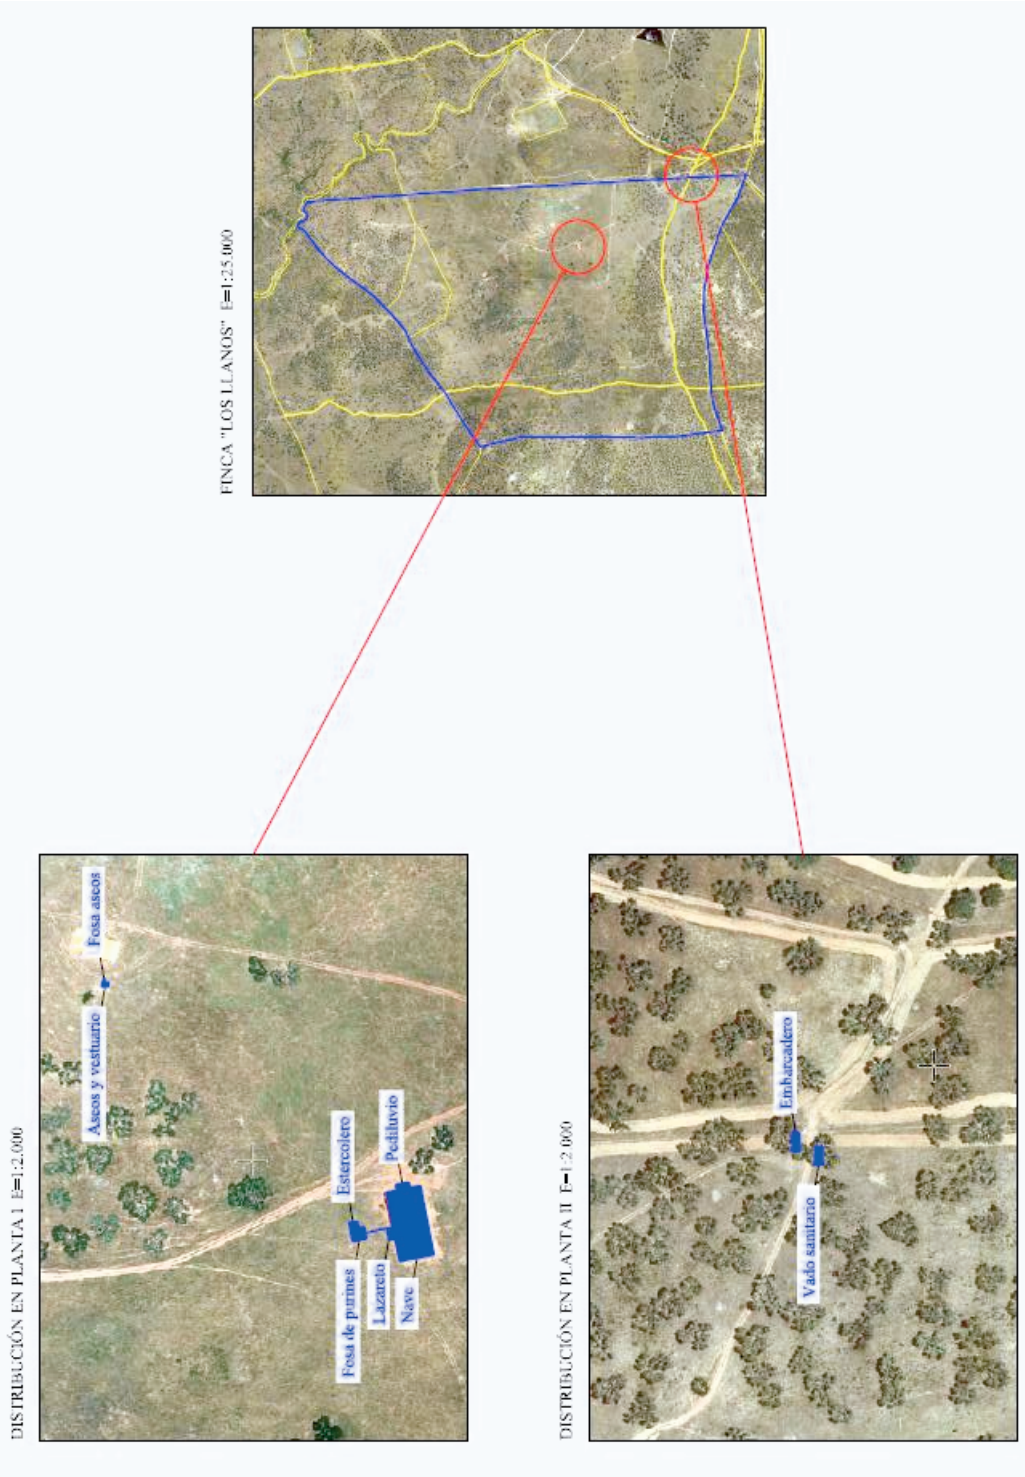 FINCA "LOS LLANOS"  E=1:25.000
DISTRIBUCIÓN EN PLANTA I  E=1:2.000
Aseos y vestuario
Fosa aseos
Estercolero
Pediluvio
Fosa de purines
Lazareto
Nave
DISTRIBUCIÓN EN PLANTA II  E=1:2.000
Embarcadero
Vado sanitario